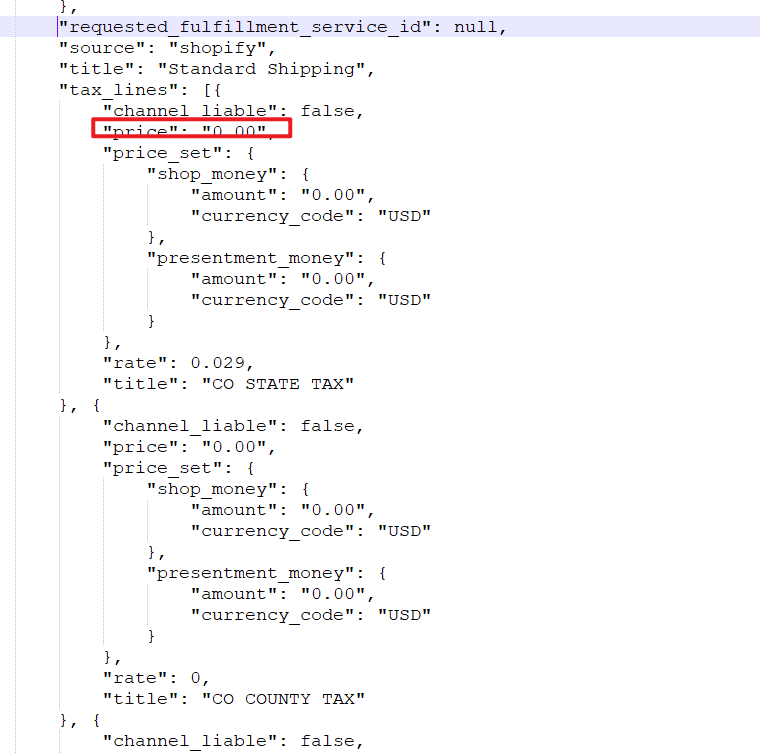 },
"requested_fulfillment_service_id": null,
"source": "shopify",
"title": "Standard Shipping",
"tax_lines": [{
"channel_liable": false,
"price": "0.00",
"price_set": {
"shop_money": {
"amount": "0.00",
"currency_code": "USD"
},
"presentment_money": {
"amount": "0.00",
"currency_code": "USD"
}
},
"rate": 0.029,
"title": "CO STATE TAX"
}, {
"channel_liable": false,
"price": "0.00",
"price_set": {
"shop_money": {
"amount": "0.00",
"currency_code": "USD"
},
"presentment_money": {
"amount": "0.00",
"currency_code": "USD"
}
},
"rate": 0,
"title": "CO COUNTY TAX"
}, {
"channel_liable": false,